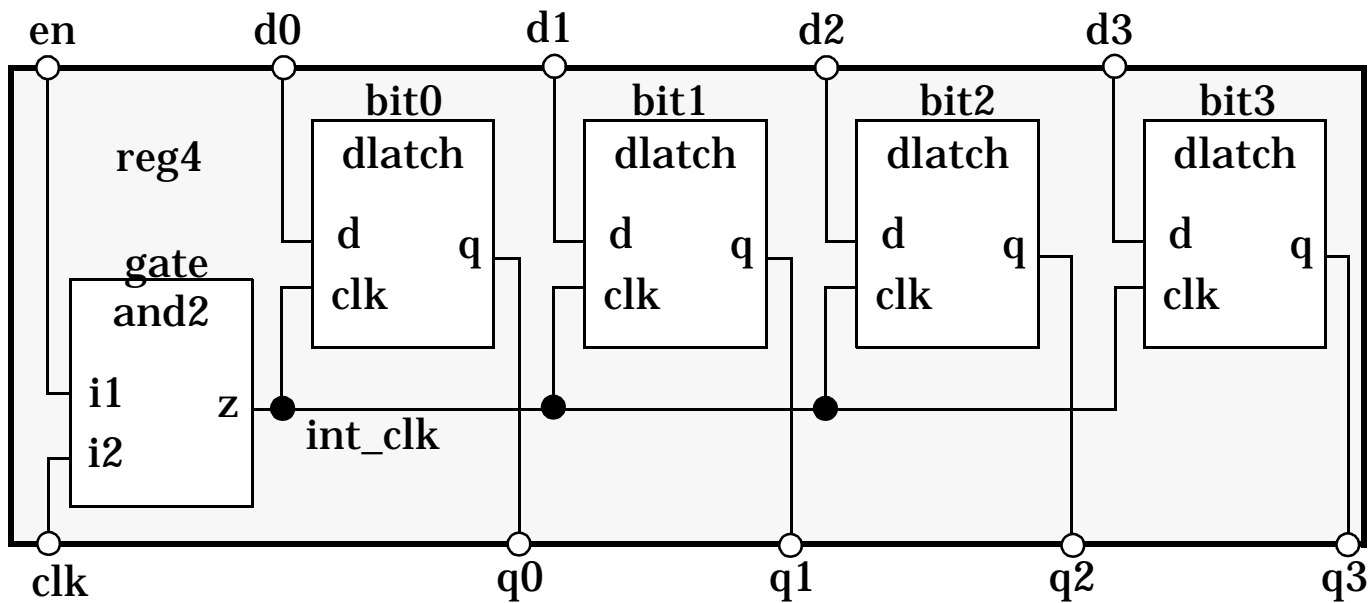 en d0 d1 d2 d3
bit0 bit1 bit2 bit3
reg4 dlatch dlatch dlatch dlatch
d q d q d q d q
gate
clk clk clk clk
and2
i1 z
int_clk
i2
clk q0 q1 q2 q3